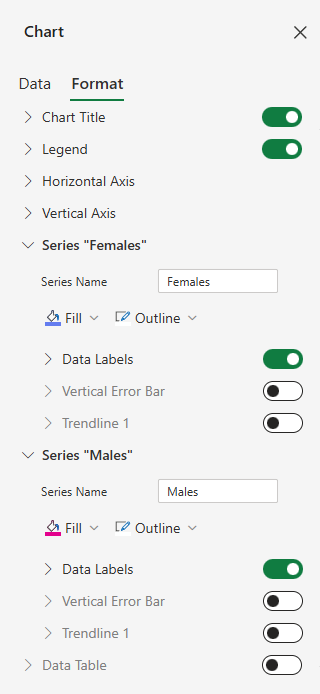 Chart
Data Format
Chart Title
Legend
Horizontal Axis
Vertical Axis
Series "Females"
Series Name Females
Fill Outline
Data Labels
Vertical Error Bar
Trendline 1
Series "Males"
Series Name Males
Fill Outline
Data Labels
Vertical Error Bar
Trendline 1
Data Table